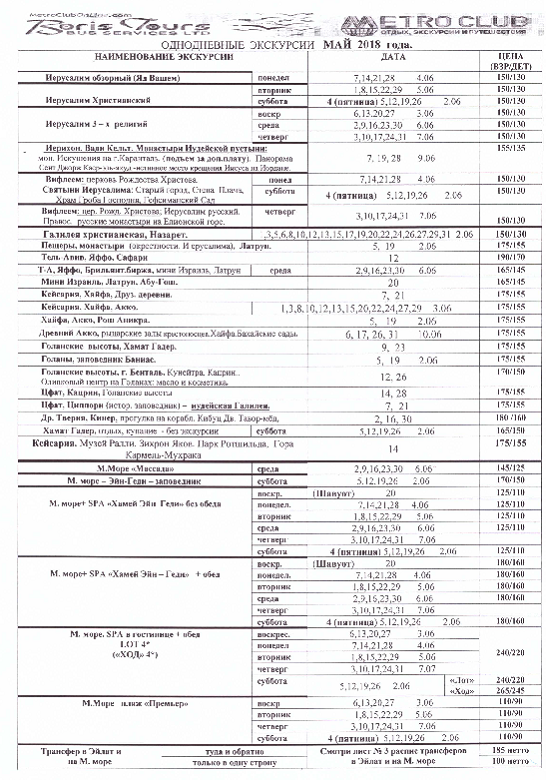 MetroClubOnline.com
Boris Tours
BUS SERVICES LTD
METRO CLUB
ОТДЫХ, ЭКСКУРСИИ И ПУТЕШЕСТВИЯ
ОДНОДНЕВНЫЕ ЭКСКУРСИИ МАЙ 2018 года.
НАИМЕНОВАНИЕ ЭКСКУРСИИ ДАТА ЦЕНА
(ВЗР/ДЕТ)
Иерусалим обзорный (Яд Вашем) понедел 7,14,21,28 4.06 150/130
вторник 1,8,15,22,29 5.06 150/130
Иерусалим Христианский суббота 4 (пятница) 5,12,19,26 2.06 150/130
воскр 6,13,20,27 3.06 150/130
Иерусалим 3 – х религий среда 2,9,16,23,30 6.06 150/130
четверг 3,10,17,24,31 7.06 150/130
Иерихон. Вади Кельт. Монастыри Иудейской пустыни: 155/135
мон. Искушения на г.Каранталь. (подъем за доп.плату). Панорама 7, 19, 28 9.06
Вифлеем: церковь Рождества Христова. понед 7,14,21,28 4.06 150/130
Святыни Иерусалима: Старый город, Стена Плача, суббота 4 (пятница) 5,12,19,26 2.06 150/130
Храм Гроба Господня, Гефсиманский Сад
Вифлеем: цер. Рожд. Христова; Иерусалим русский. четверг 3,10,17,24,31 7.06
русские монастыри на Елионской горе. 150/130
Галилея христианская, Назарет. ,3,5,6,8,10,12,13,15,17,19,20,22,24,26,27,29,31 2.06 150/130
Пещеры, монастыри (окрестности. Иерусалима), Латрун. 5, 19 2.06 175/155
Тель-Авив. Яффо, Сафари 12 190/170
Т-А, Яффо, Брильянт.биржа, мини Израиль, Латрун среда 2,9,16,23,30 6.06 165/145
Мини Израиль, Латрун. Абу-Гош. 20 165/145
Кесария. Хайфа, Друз. деревни. 7, 21 175/155
Кесария. Хайфа, Акко. 1,3,8,10,12,13,15,20,22,24,27,29 3.06 175/155
Хайфа, Акко, Рош Аникра. 5, 19 2.06 175/155
Древний Акко, рыцарские залы крестоносцев.Хайфа.Бахайские сады. 6, 17, 26, 31 10.06 175/155
Голанские высоты, Хамат Гадер. 9, 23 175/155
Голаны, заповедник Баниас. 5, 19 2.06 175/155
Голанские высоты, г. Бенталь. Кунейтра, Кацрин.. 12, 26 170/150
Оливковый центр на Голанах: масло и косметика.
Цфат, Кацрин, Голанские высоты 14, 28 175/155
Цфат, Циппори (истор. заповедник) – иудейская Галилея. 7, 21 175/155
Др. Тверия. Кинер, прогулка на корабл. Кибуц Дв. 2, 16, 30 180 /160
Хамат Гадер, отдых, купание - без экскурсии суббота 5,12,19,26 2.06 165/150
Кейсария. Музей Ралли. Зихрон Яков. Парк Ротшильда, Гора 14 175/155
Кармель-Мухрака
М.Море «Массада» среда 2,9,16,23,30 6.06 145/125
М. море – Эйн-Геди – заповедник суббота 5,12,19,26 2.06 170/150
воскр. (Шавуот) 20 125/110
М. море+ SPA «Хамей Эйн Геди» без обеда понедел. 7,14,21,28 4.06 125/110
вторник 1,8,15,22,29 5.06 125/110
среда 2,9,16,23,30 6.06 125/110
четверг 3,10,17,24,31 7.06
суббота 4 (пятница) 5,12,19,26 2.06 125/110
воскр. (Шавуот) 20 180/160
М. море+ SPA «Хамей Эйн – Геди» + обед понедел. 7,14,21,28 4.06 180/160
вторник 1,8,15,22,29 5.06 180/160
среда 2,9,16,23,30 6.06 180/160
четверг 3,10,17,24,31 7.06
суббота 4 (пятница) 5,12,19,26 2.06 180/160
М. море. SPA в гостинице + обед воскрес. 6,13,20,27 3.06
LOT 4* понедел 7,14,21,28 4.06
(«ХОД» 4*) вторник 1,8,15,22,29 5.06 240/220
четверг 3,10,17,24,31 7.07
суббота 5,12,19,26 2.06 «Лот» 240/220
«Ход» 265/245
М.Море пляж «Премьер» воскр 6,13,20,27 3.06 110/90
вторник 1,8,15,22,29 5.06 110/90
четверг 3,10,17,24,31 7.06 110/90
суббота 4 (пятница) 5,12,19,26 2.06 110/90
Трансфер в Эйлат и туда и обратно Смотри лист № 3 распис трансферов 185 нетто
на М. море только в одну сторону в Эйлат и на М. море 100 нетто